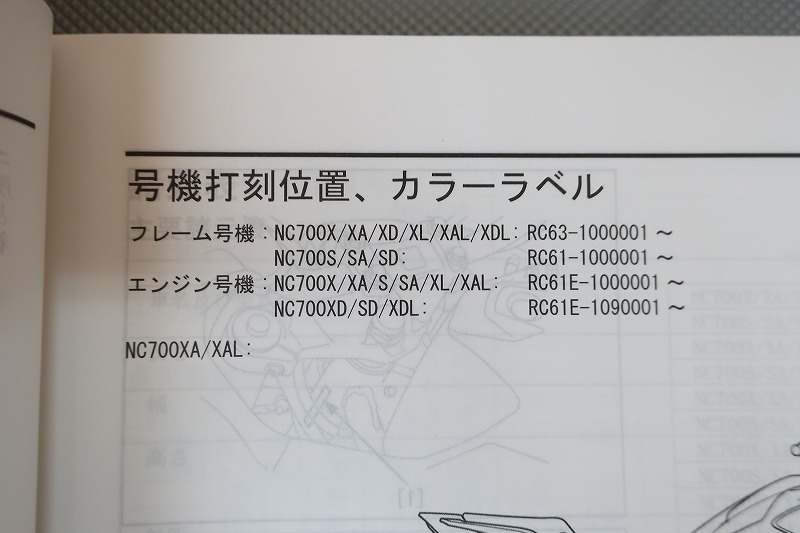 号機打刻位置、カラーラベル
フレーム号機：NC700X/XA/XD/XL/XAL/XDL: RC63-1000001 〜
NC700S/SA/SD: RC61-1000001 〜
エンジン号機：NC700X/XA/S/SA/XL/XAL: RC61E-1000001 〜
NC700XD/SD/XDL: RC61E-1090001 〜
NC700XA/XAL:
[1]